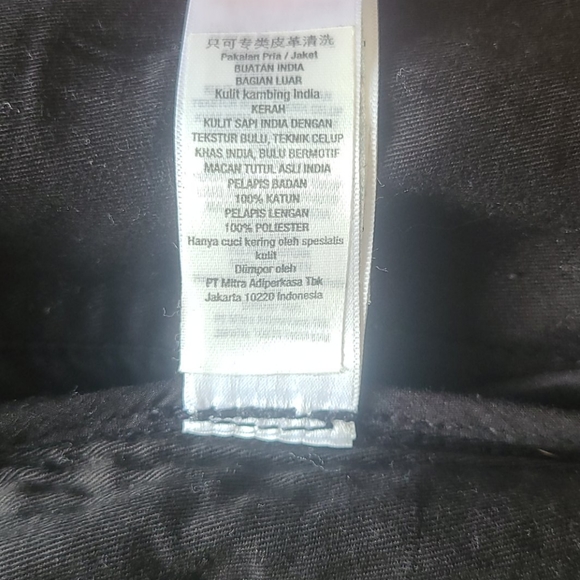 只可专类皮革清洗
Pakaian Pria / Jaket
BUATAN INDIA
BAGIAN LUAR
Kulit kambing India
KERAH
KULIT SAPI INDIA DENGAN
TEKSTUR BULU, TEKNIK CELUP
KHAS INDIA, BULU BERMOTIF
MACAN TUTUL ASLI INDIA
PELAPIS BADAN
100% KATUN
PELAPIS LENGAN
100% POLIESTER
Hanya cuci kering oleh spesialis
kulit
Diimpor oleh
PT Mitra Adiperkasa Tbk
Jakarta 10220 Indonesia